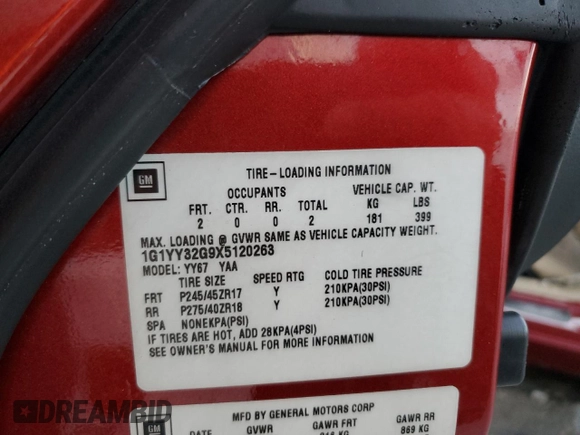 GM
TIRE-LOADING INFORMATION
OCCUPANTS VEHICLE CAP. WT.
FRT. CTR. RR. TOTAL KG LBS
2 0 0 2 181 399
MAX. LOADING @ GVWR SAME AS VEHICLE CAPACITY WEIGHT.
1G1YY32G9X5120263
MODEL: YY67 YAA
SPEED RTG COLD TIRE PRESSURE
FRT P245/45ZR17 Y 210KPA(30PSI)
RR P275/40ZR18 Y 210KPA(30PSI)
SPA NONEKPA(PSI)
IF TIRES ARE HOT, ADD 28KPA(4PSI)
SEE OWNER'S MANUAL FOR MORE INFORMATION
GM
MFD BY GENERAL MOTORS CORP
DATE GVWR GAWR FRT GAWR RR
KG 869 KG
DREAMBID